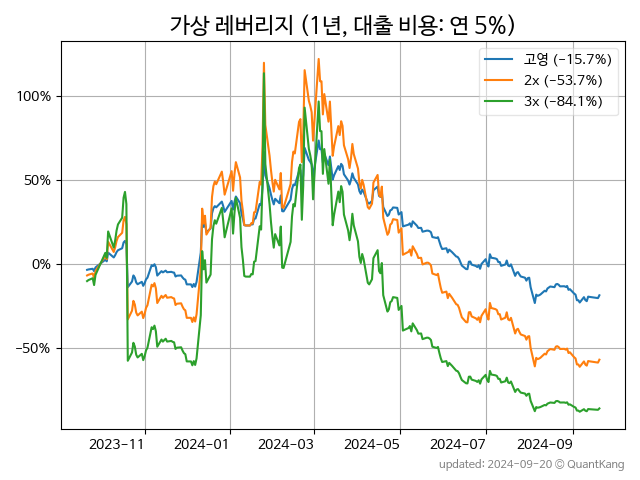 가상 레버리지 (1년, 대출 비용: 연 5%)
고영 (−15.7%)
2x (−53.7%)
3x (−84.1%)
100%
50%
0%
−50%
2023-11 2024-01 2024-03 2024-05 2024-07 2024-09
updated: 2024-09-20 © QuantKang